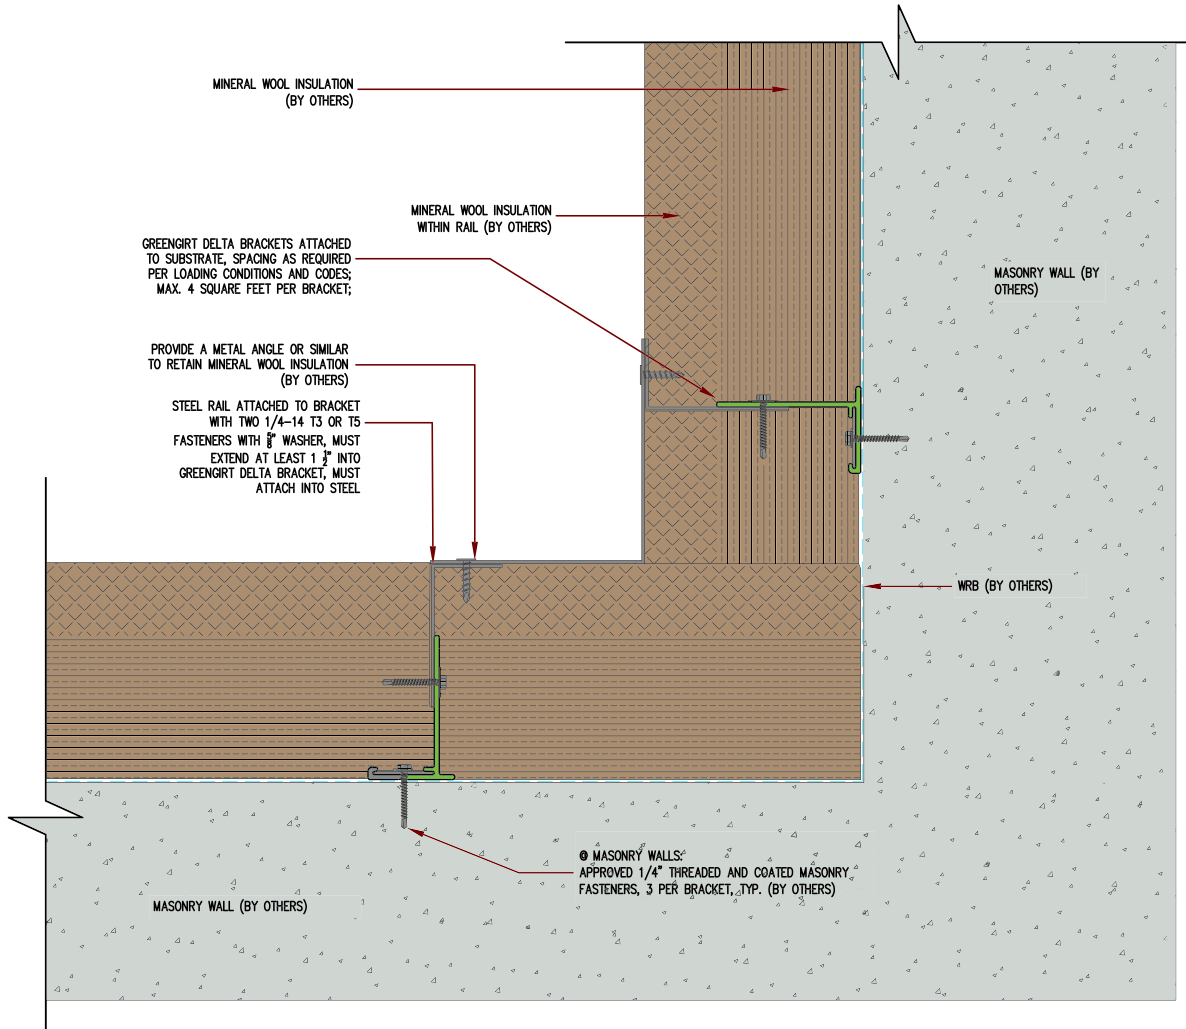 MINERAL WOOL INSULATION
(BY OTHERS)
MINERAL WOOL INSULATION
WITHIN RAIL (BY OTHERS)
GREENGIRT DELTA BRACKETS ATTACHED
TO SUBSTRATE, SPACING AS REQUIRED
PER LOADING CONDITIONS AND CODES;
MAX. 4 SQUARE FEET PER BRACKET;
MASONRY WALL (BY
OTHERS)
PROVIDE A METAL ANGLE OR SIMILAR
TO RETAIN MINERAL WOOL INSULATION
(BY OTHERS)
STEEL RAIL ATTACHED TO BRACKET
WITH TWO 1/4-14 T3 OR T5
FASTENERS WITH 5/8" WASHER, MUST
EXTEND AT LEAST 1 1/2" INTO
GREENGIRT DELTA BRACKET, MUST
ATTACH INTO STEEL
WRB (BY OTHERS)
@ MASONRY WALLS:
APPROVED 1/4" THREADED AND COATED MASONRY
FASTENERS, 3 PER BRACKET, TYP. (BY OTHERS)
MASONRY WALL (BY OTHERS)